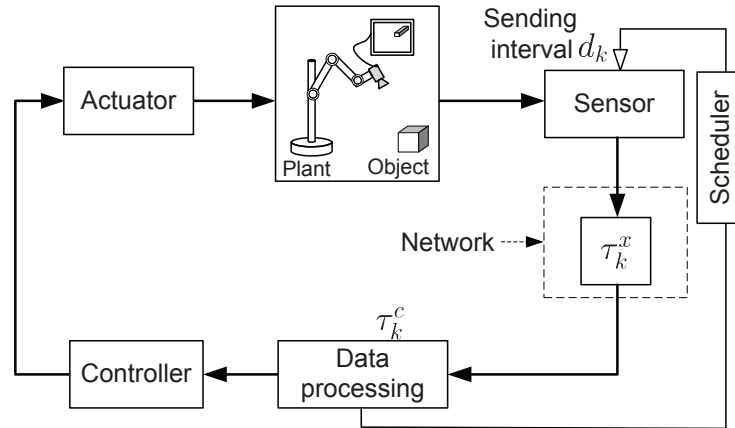 Sending
interval $d_k$
Actuator
Sensor
Scheduler
Plant
Object
Network
$\tau_k^x$
$\tau_k^c$
Controller
Data
processing